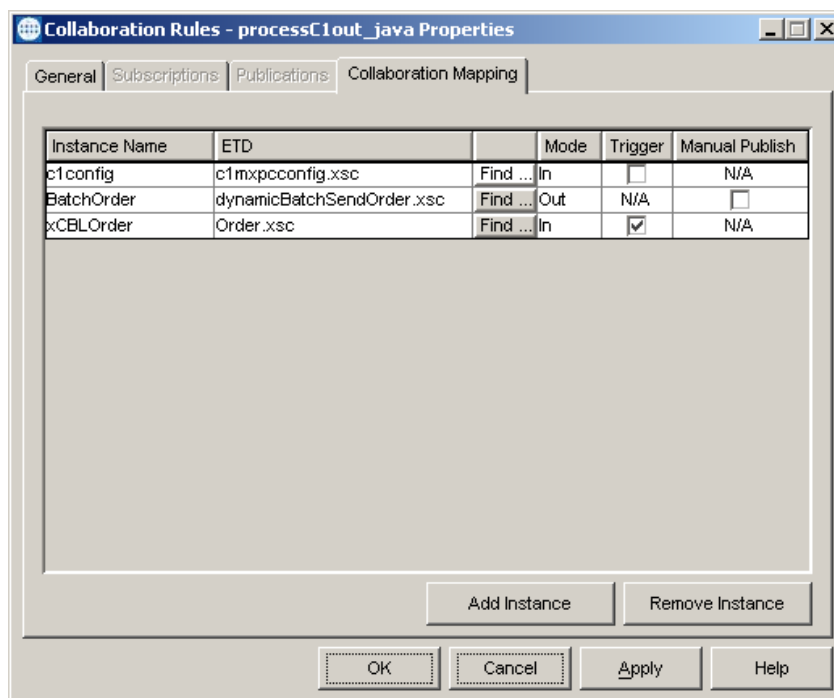 Collaboration Rules - processC1out_java Properties
General Subscriptions Publications Collaboration Mapping
Instance Name ETD Mode Trigger Manual Publish
c1config c1mxpcconfig.xsc Find ... In N/A
BatchOrder dynamicBatchSendOrder.xsc Find ... Out N/A
xCBLOrder Order.xsc Find ... In N/A
Add Instance Remove Instance
OK Cancel Apply Help